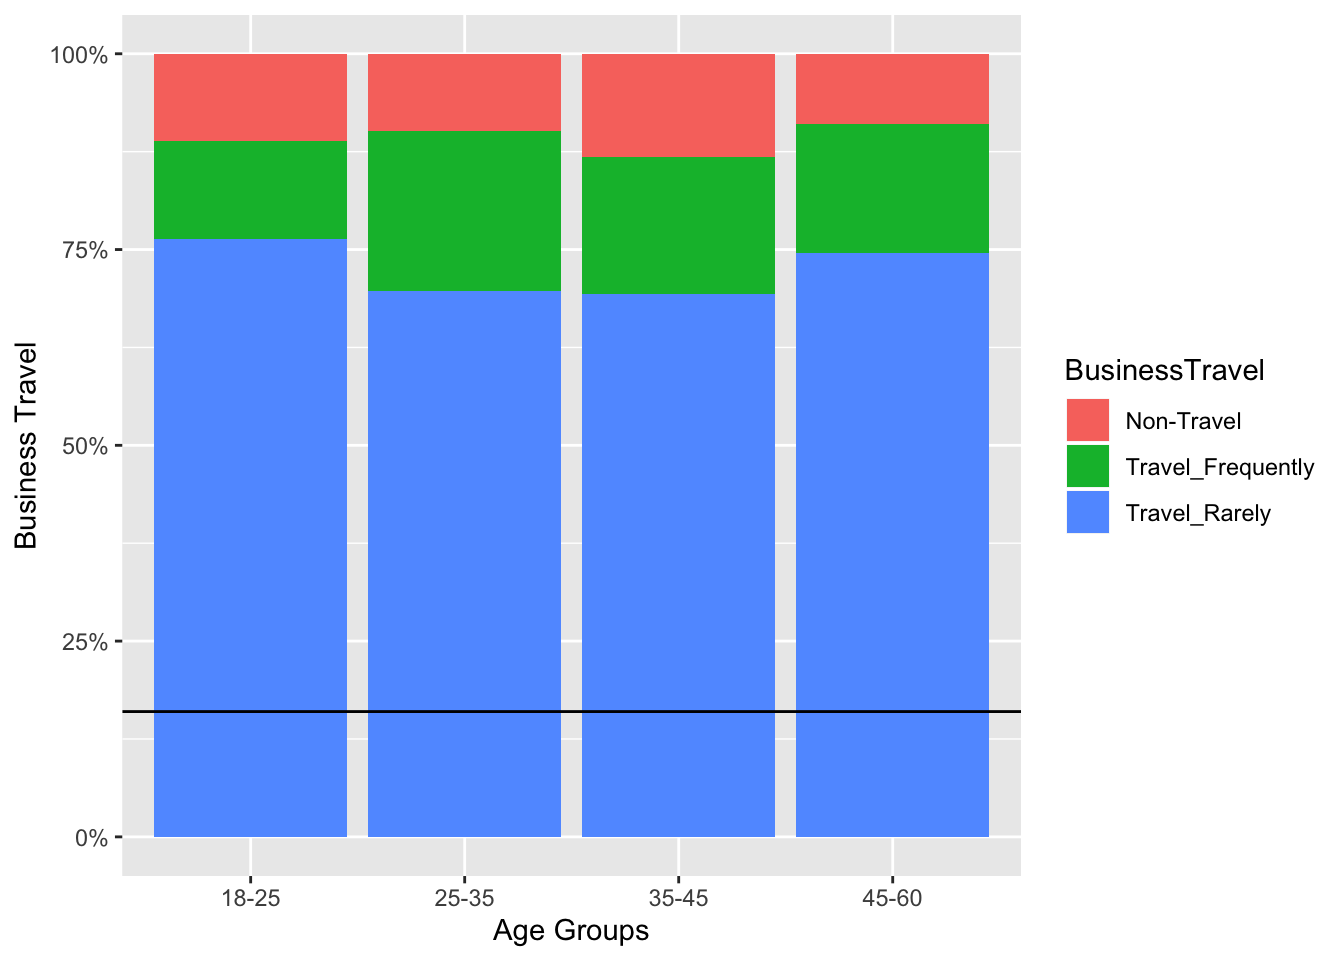 100%
75%
50%
25%
0%
Business Travel
18-25
25-35
35-45
45-60
Age Groups
BusinessTravel
Non-Travel
Travel_Frequently
Travel_Rarely